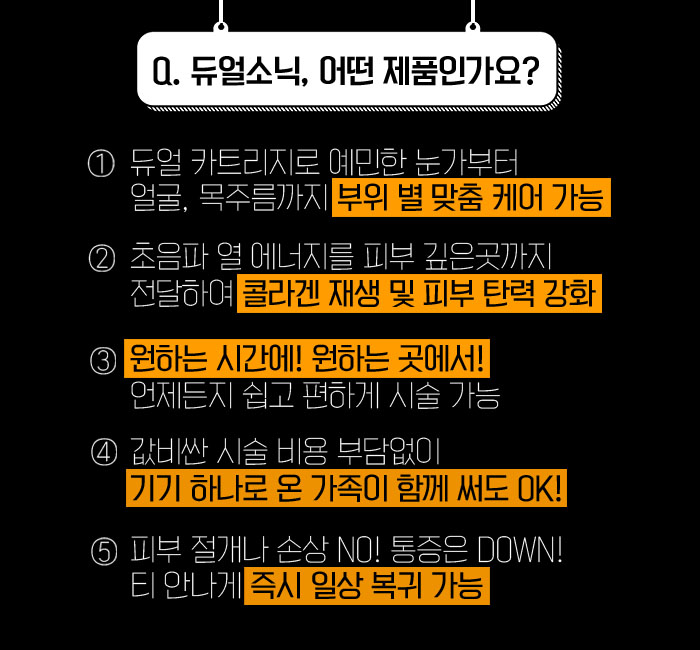 Q. 듀얼소닉, 어떤 제품인가요?
① 듀얼 카트리지로 예민한 눈가부터
얼굴, 목주름까지 부위 별 맞춤 케어 가능
② 초음파 열 에너지를 피부 깊은곳까지
전달하여 콜라겐 재생 및 피부 탄력 강화
③ 원하는 시간에! 원하는 곳에서!
언제든지 쉽고 편하게 시술 가능
④ 값비싼 시술 비용 부담없이
기기 하나로 온 가족이 함께 써도 OK!
⑤ 피부 절개나 손상 NO! 통증은 DOWN!
티 안나게 즉시 일상 복귀 가능